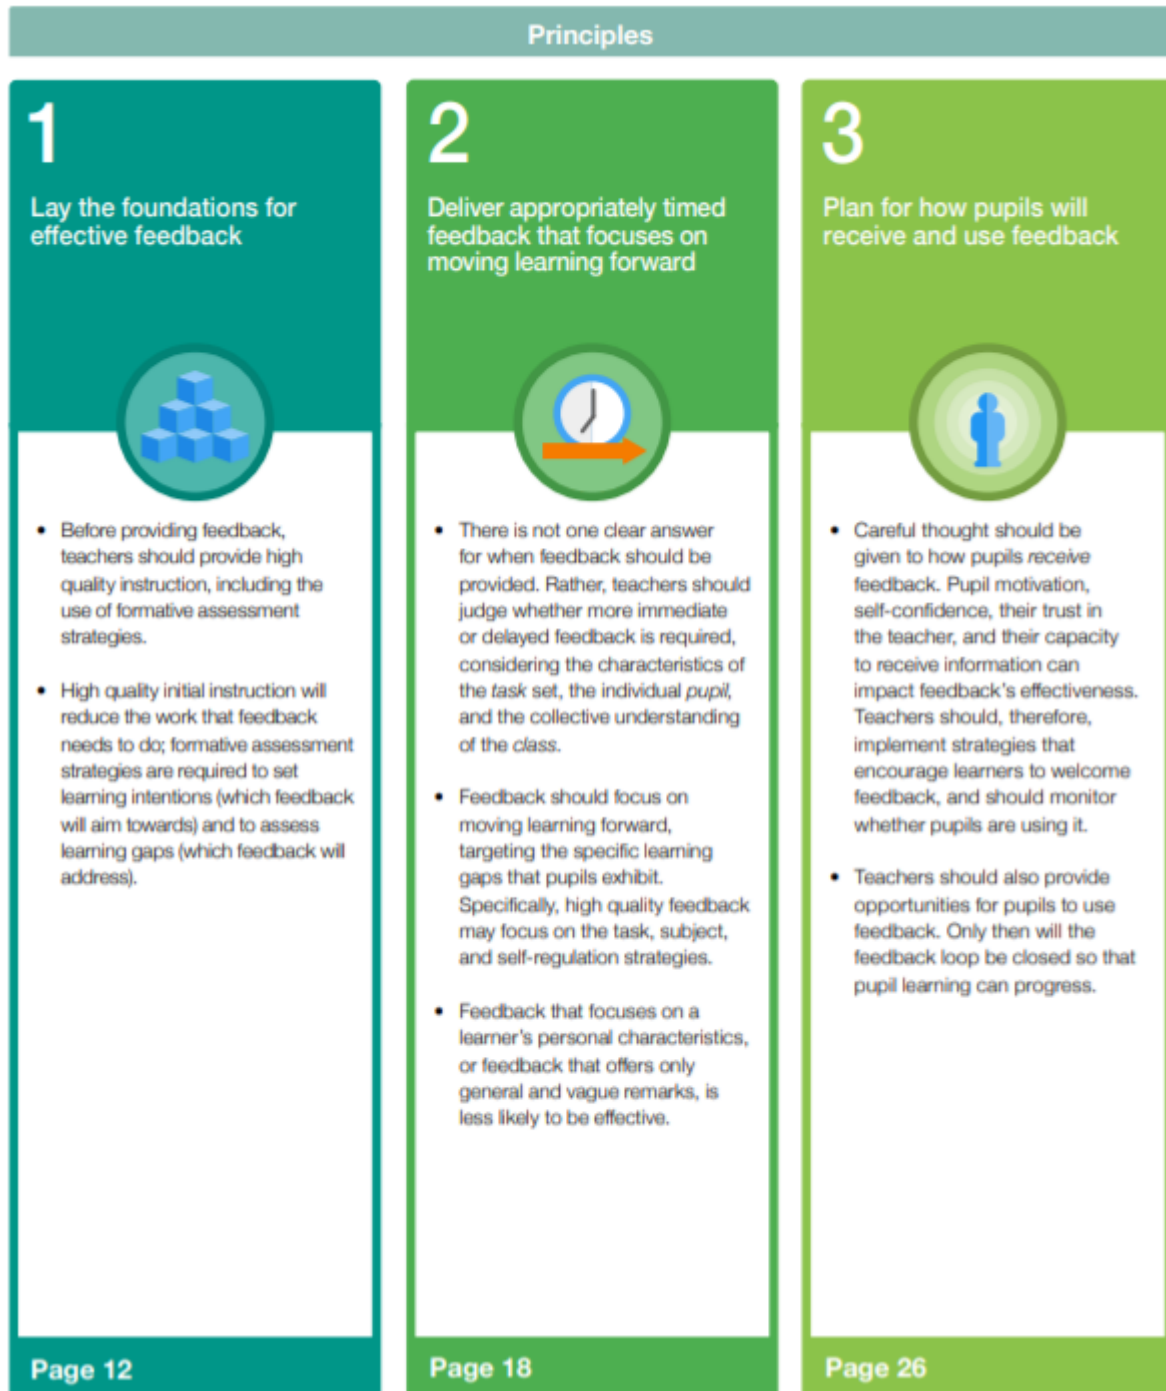 Principles
1
Lay the foundations for
effective feedback
• Before providing feedback,
teachers should provide high
quality instruction, including the
use of formative assessment
strategies.
• High quality initial instruction will
reduce the work that feedback
needs to do; formative assessment
strategies are required to set
learning intentions (which feedback
will aim towards) and to assess
learning gaps (which feedback will
address).
Page 12
2
Deliver appropriately timed
feedback that focuses on
moving learning forward
• There is not one clear answer
for when feedback should be
provided. Rather, teachers should
judge whether more immediate
or delayed feedback is required,
considering the characteristics of
the task set, the individual pupil,
and the collective understanding
of the class.
• Feedback should focus on
moving learning forward,
targeting the specific learning
gaps that pupils exhibit.
Specifically, high quality feedback
may focus on the task, subject,
and self-regulation strategies.
• Feedback that focuses on a
learner's personal characteristics,
or feedback that offers only
general and vague remarks, is
less likely to be effective.
Page 18
3
Plan for how pupils will
receive and use feedback
• Careful thought should be
given to how pupils receive
feedback. Pupil motivation,
self-confidence, their trust in
the teacher, and their capacity
to receive information can
impact feedback's effectiveness.
Teachers should, therefore,
implement strategies that
encourage learners to welcome
feedback, and should monitor
whether pupils are using it.
• Teachers should also provide
opportunities for pupils to use
feedback. Only then will the
feedback loop be closed so that
pupil learning can progress.
Page 26